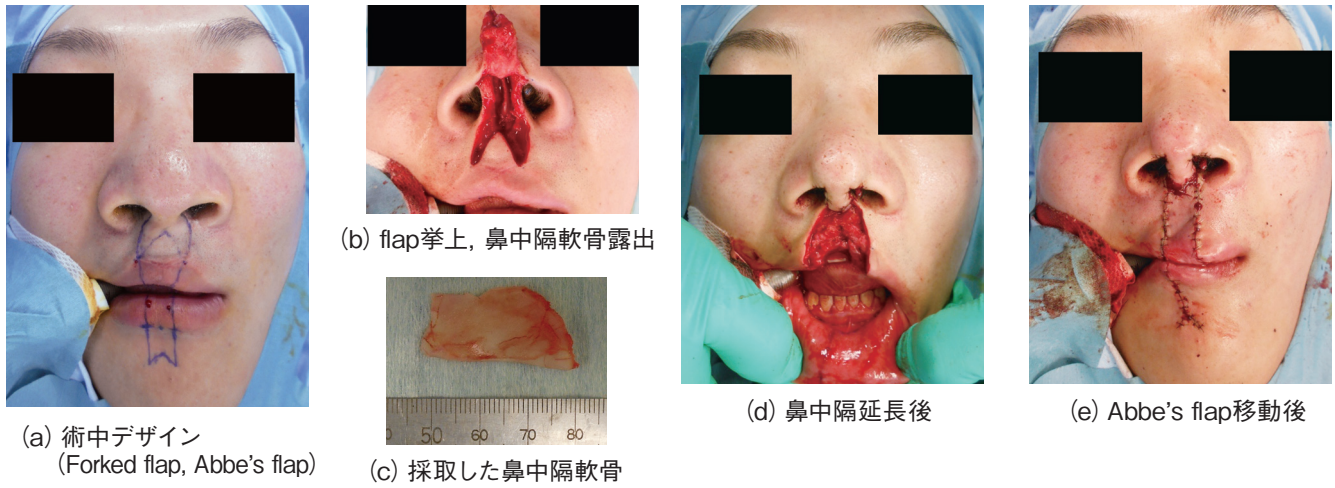 (a) 術中デザイン
(Forked flap, Abbe's flap)
(b) flap挙上, 鼻中隔軟骨露出
40 50 60 70 80
(c) 採取した鼻中隔軟骨
(d) 鼻中隔延長後
(e) Abbe's flap移動後